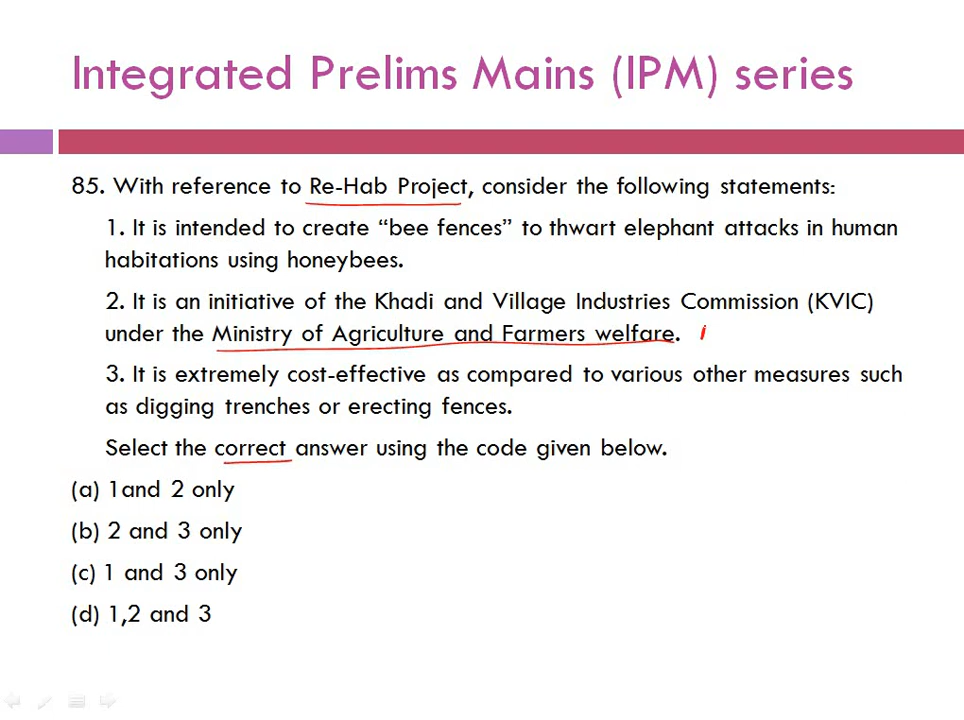 Integrated Prelims Mains (IPM) series
85. With reference to Re-Hab Project, consider the following statements:
1. It is intended to create “bee fences” to thwart elephant attacks in human
habitations using honeybees.
2. It is an initiative of the Khadi and Village Industries Commission (KVIC)
under the Ministry of Agriculture and Farmers welfare.
3. It is extremely cost-effective as compared to various other measures such
as digging trenches or erecting fences.
Select the correct answer using the code given below.
(a) 1and 2 only
(b) 2 and 3 only
(c) 1 and 3 only
(d) 1,2 and 3